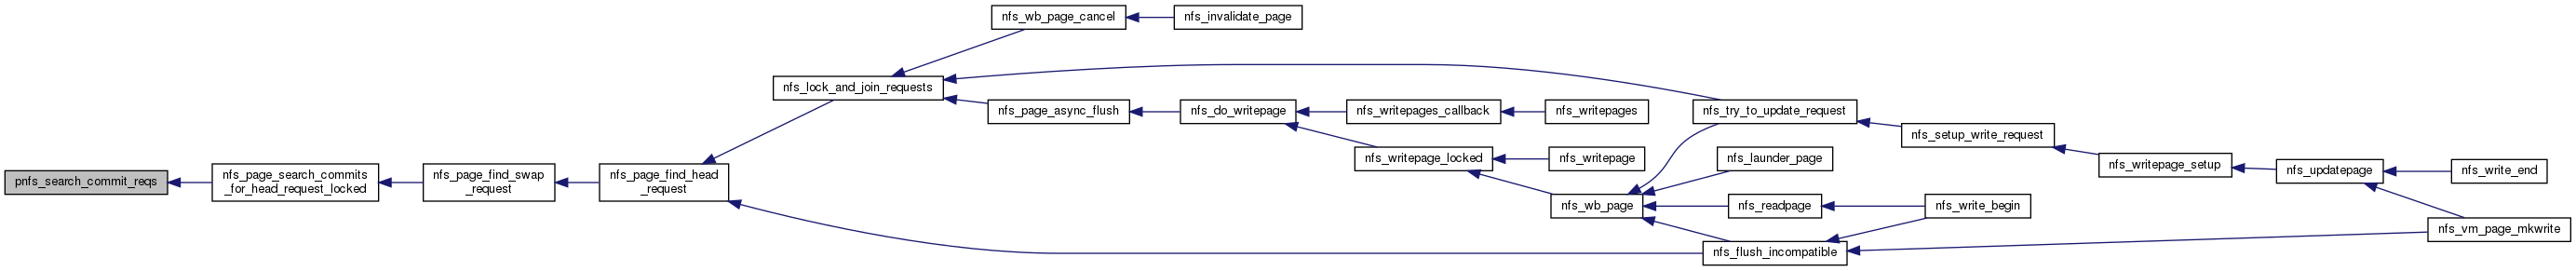 nfs_wb_page_cancel
nfs_invalidate_page
nfs_lock_and_join_requests
nfs_page_async_flush
nfs_do_writepage
nfs_writepages_callback
nfs_writepages
nfs_try_to_update_request
nfs_setup_write_request
nfs_writepage_locked
nfs_writepage
nfs_launder_page
nfs_writepage_setup
nfs_updatepage
nfs_write_end
pnfs_search_commit_reqs
nfs_page_search_commits
_for_head_request_locked
nfs_page_find_swap
_request
nfs_page_find_head
_request
nfs_wb_page
nfs_readpage
nfs_write_begin
nfs_vm_page_mkwrite
nfs_flush_incompatible